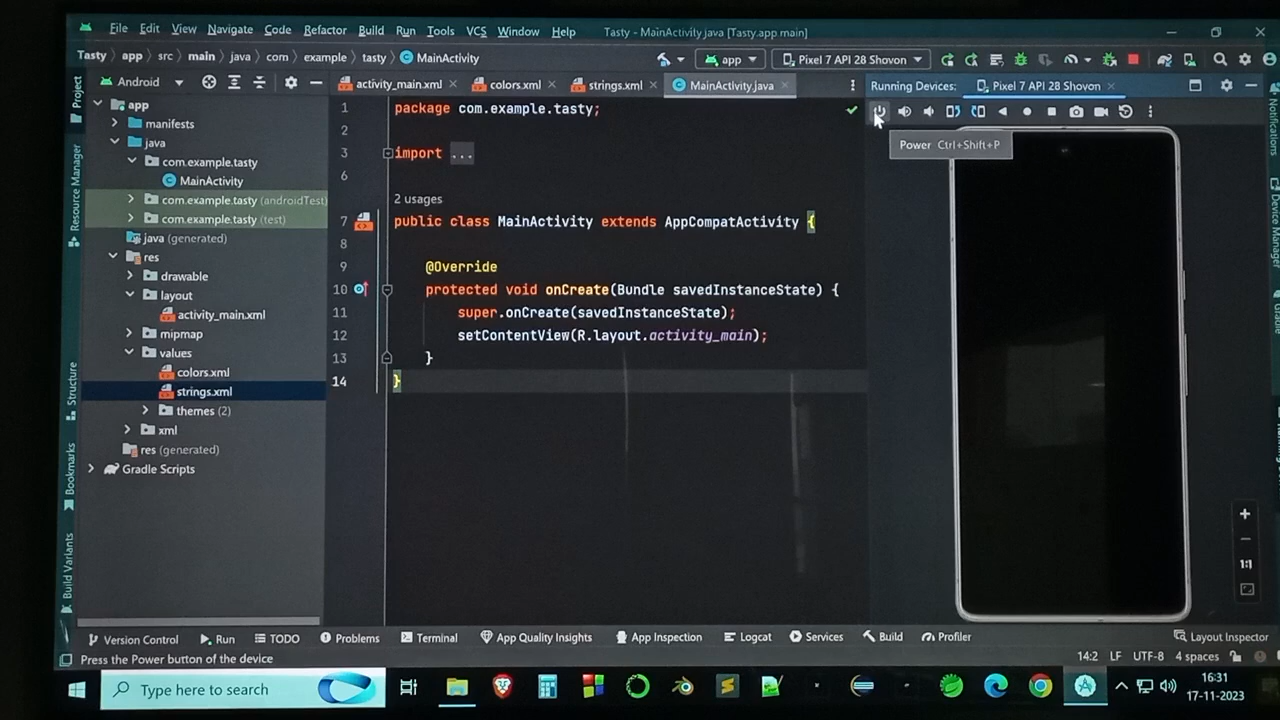 File Edit View Navigate Code Refactor Build Run Tools VCS Window Help Tasty - MainActivity.java [Tasty.app.main]
Tasty app src main java com example tasty MainActivity app Pixel 7 API 28 Shovon
Android activity_main.xml colors.xml strings.xml MainActivity.java Running Devices: Pixel 7 API 28 Shovon
Project
Resource Manager
Structure
Bookmarks
Build Variants
app
manifests
java
com.example.tasty
MainActivity
com.example.tasty (androidTest)
com.example.tasty (test)
java (generated)
res
drawable
layout
activity_main.xml
mipmap
values
colors.xml
strings.xml
themes (2)
xml
res (generated)
Gradle Scripts
1 package com.example.tasty;
2
3 import ...
6
2 usages
7 public class MainActivity extends AppCompatActivity {
8
9 @Override
10 protected void onCreate(Bundle savedInstanceState) {
11 super.onCreate(savedInstanceState);
12 setContentView(R.layout.activity_main);
13 }
14 }
Power Ctrl+Shift+P
1:1
Notifications
Device Manager
Gradle
Version Control Run TODO Problems Terminal App Quality Insights App Inspection Logcat Services Build Profiler Layout Inspector
Press the Power button of the device 14:2 LF UTF-8 4 spaces
Type here to search
16:31
17-11-2023